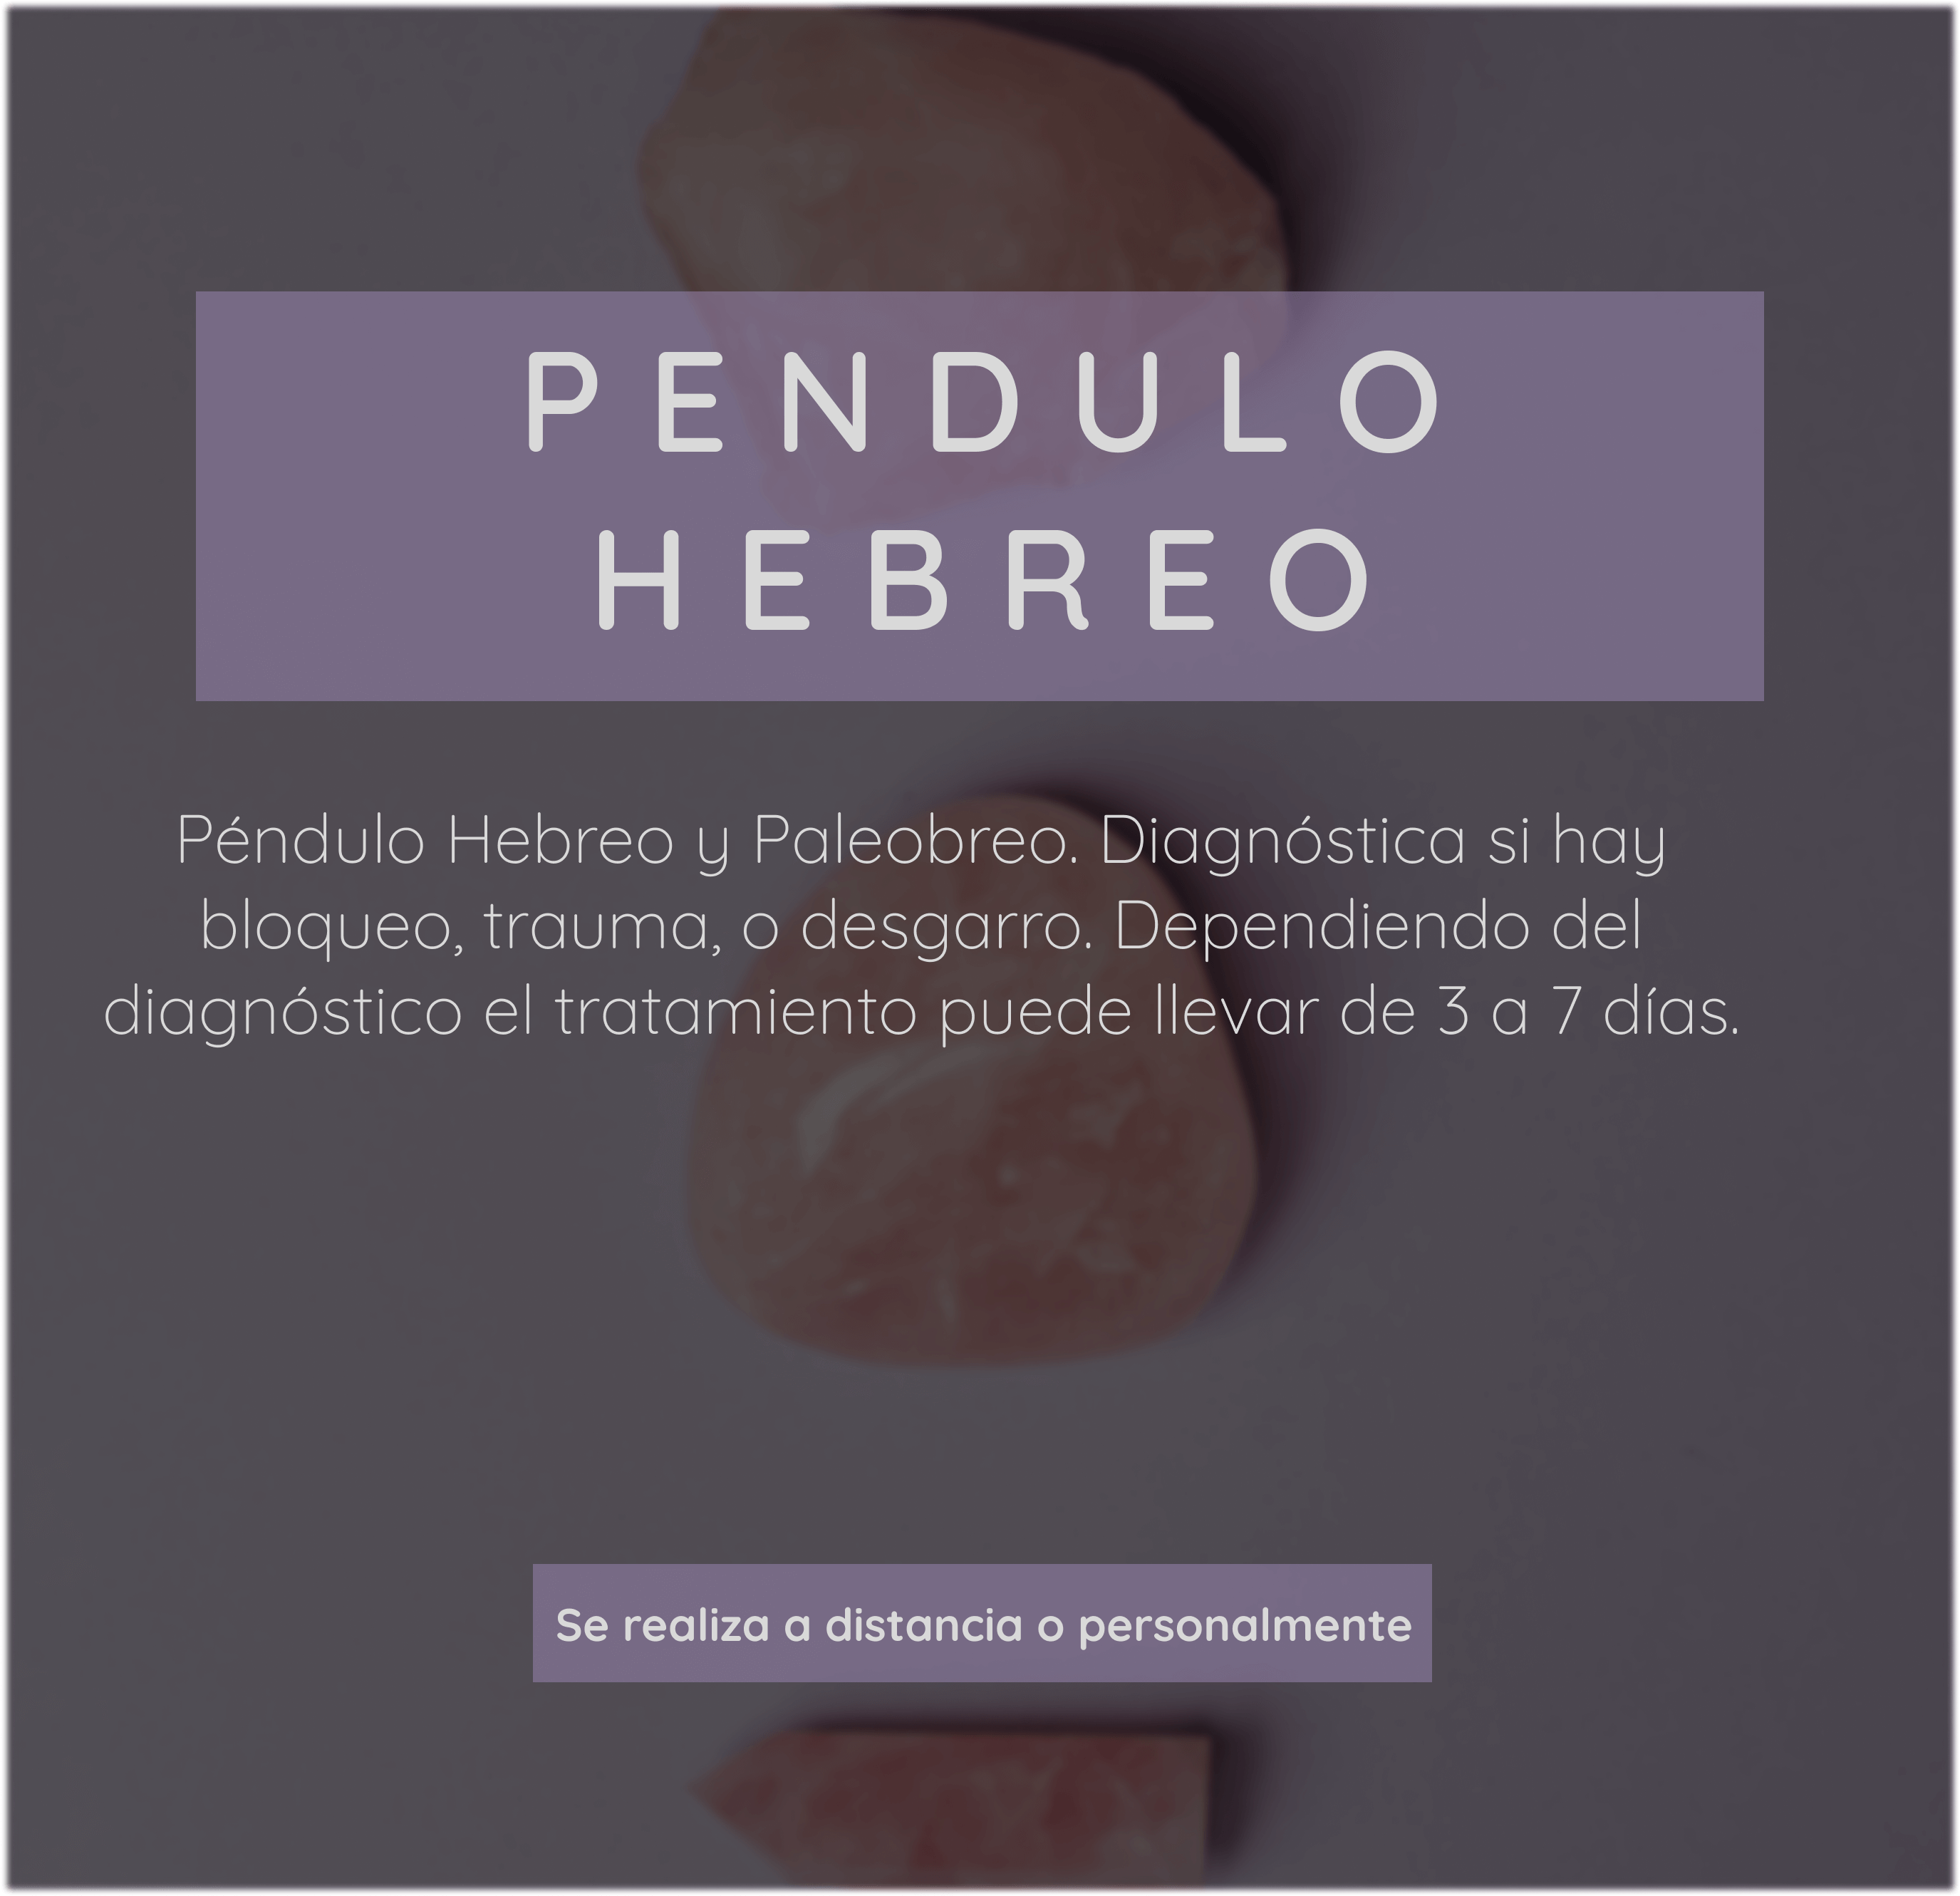 PENDULO
HEBREO
Péndulo Hebreo y Paleobreo. Diagnóstica si hay
bloqueo, trauma, o desgarro. Dependiendo del
diagnóstico el tratamiento puede llevar de 3 a 7 días.
Se realiza a distancia o personalmente